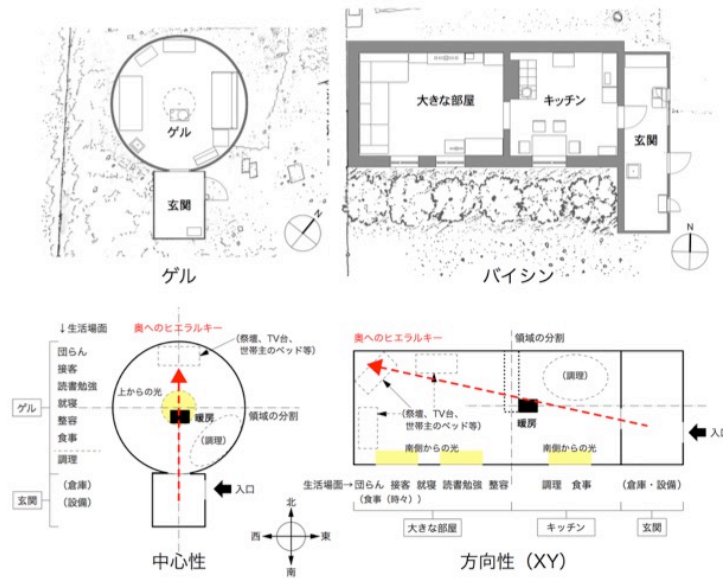 ゲル
玄関
N
ゲル
大きな部屋
キッチン
玄関
N
バイシン
↓生活場面
団らん
接客
読書勉強
就寝
整容
食事
調理
(倉庫)
(設備)
ゲル
玄関
奥へのヒエラルキー
(祭壇、TV台、
世帯主のベッド等)
上からの光
領域の分割
暖房
(調理)
入口
中心性
北
西
東
南
奥へのヒエラルキー
領域の分割
(調理)
(祭壇、TV台、
世帯主のベッド等)
暖房
入口
南側からの光
南側からの光
生活場面→団らん 接客 就寝 読書勉強 整容
調理 食事
(倉庫・設備)
(食事(時々))
大きな部屋
キッチン
玄関
方向性(XY)